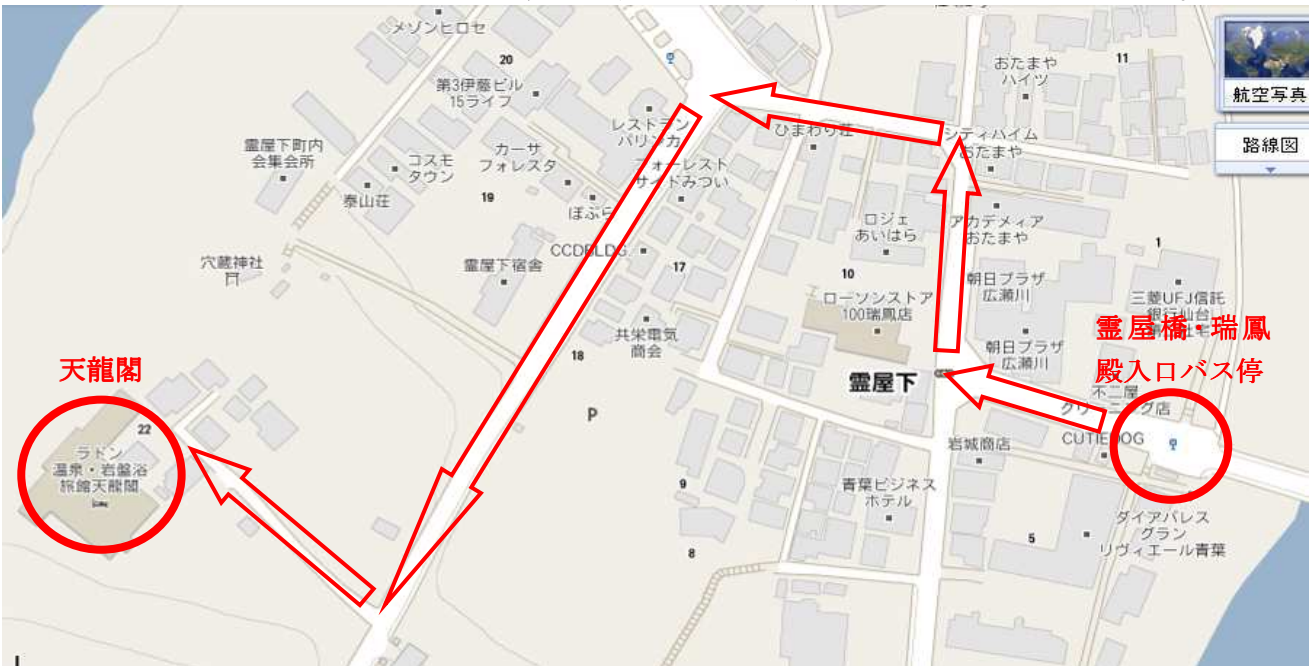 メゾンヒロセ
20
第3伊藤ビル
15ライフ
おたまや
ハイツ
11
航空写真
路線図
レストラン
パリンカ
ひまわり荘
シティハイム
おたまや
霊屋下町内
会集会所
カーサ
フォレスタ
コスモ
タウン
フォーレスト
サイドみつい
泰山荘
19
ぽぷら
ロジェ
あいはら
アカデメィア
おたまや
CCDBLDG
1
穴蔵神社
霊屋下宿舎
17
10
朝日プラザ
広瀬川
ローソンストア
100瑞鳳店
三菱UFJ信託
銀行仙台
霊屋橋・瑞鳳
殿入口バス停
共栄電気
商会
18
朝日プラザ
広瀬川
天龍閣
霊屋下
不二屋
クリーニング店
P
CUTIEDOG
岩城商店
22
ラドン
温泉・岩盤浴
旅館天龍閣
9
青葉ビジネス
ホテル
ダイアパレス
グラン
リヴィエール青葉
5
8